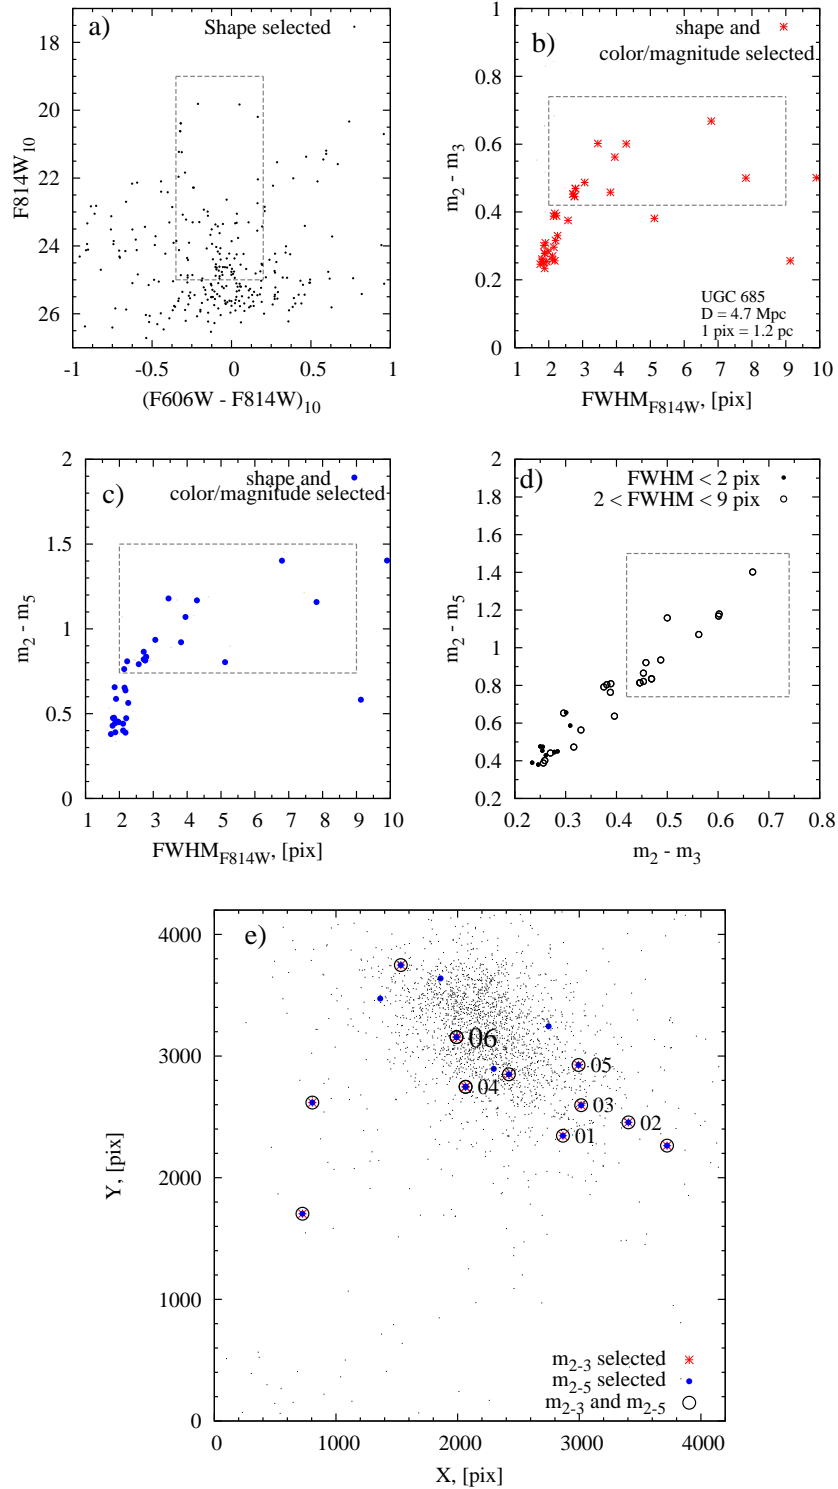 a)
Shape selected
17
20
22
24
26
F814W10
-1
-0.5
0
0.5
1
(F606W - F814W)10
b)
shape and
color/magnitude selected
1
0.8
0.6
0.4
0.2
0
m2 - m3
UGC 685
D = 4.7 Mpc
1 pix = 1.2 pc
1 2 3 4 5 6 7 8 9 10
FWHMF814W, [pix]
c)
shape and
color/magnitude selected
2
1.5
1
0.5
0
m2 - m5
1 2 3 4 5 6 7 8 9 10
FWHMF814W, [pix]
d)
FWHM < 2 pix
2 < FWHM < 9 pix
2
1.8
1.6
1.4
1.2
1
0.8
0.6
0.4
0.2
m2 - m5
0.2 0.3 0.4 0.5 0.6 0.7 0.8
m2 - m3
e)
4000
3000
2000
1000
0
Y, [pix]
06
05
04
03
02
01
m2-3 selected
m2-5 selected
m2-3 and m2-5
0 1000 2000 3000 4000
X, [pix]